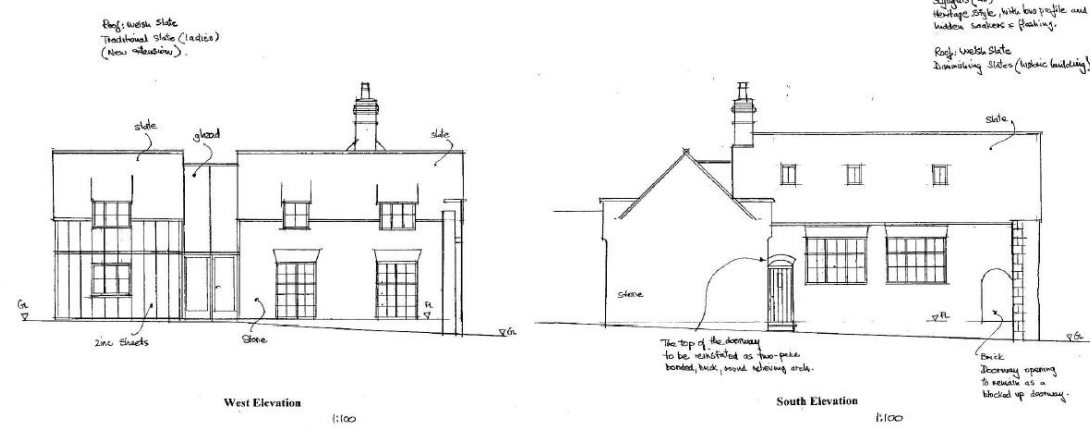 Roof: Welsh Slate
Traditional Slate (ladies)
(New extension).
Heritage Style, with low profile and
hidden soakers & flashing.
Roof: Welsh Slate
Diminishing Slates (historic building)
slate
glazed
slate
GL
FL
GL
Zinc Sheets
Stone
West Elevation
1:100
slate
Stone
FL
GL
The top of the doorway
to be reinstated as
bonded, brick, round relieving arch.
Brick
Doorway opening
to remain as a
blocked up doorway.
South Elevation
1:100